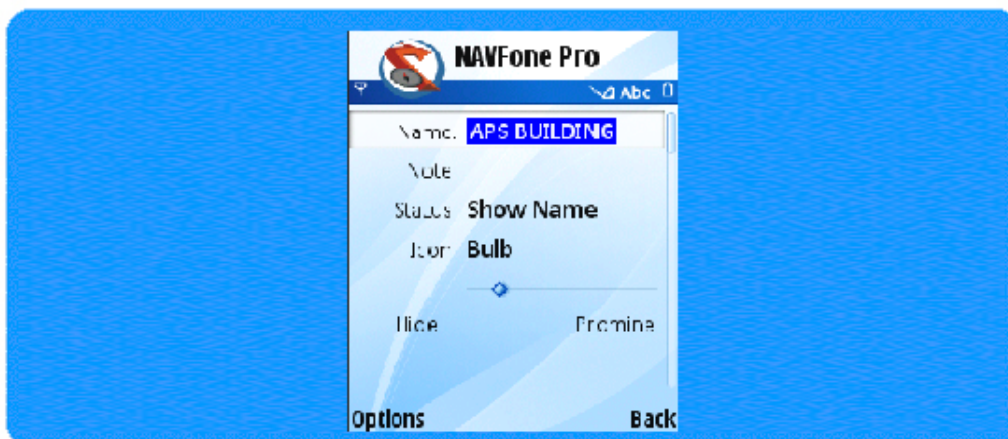 NAVFone Pro
Abc
Name. APS BUILDING
Note
Status Show Name
Icon Bulb
Hide Promine
Options Back